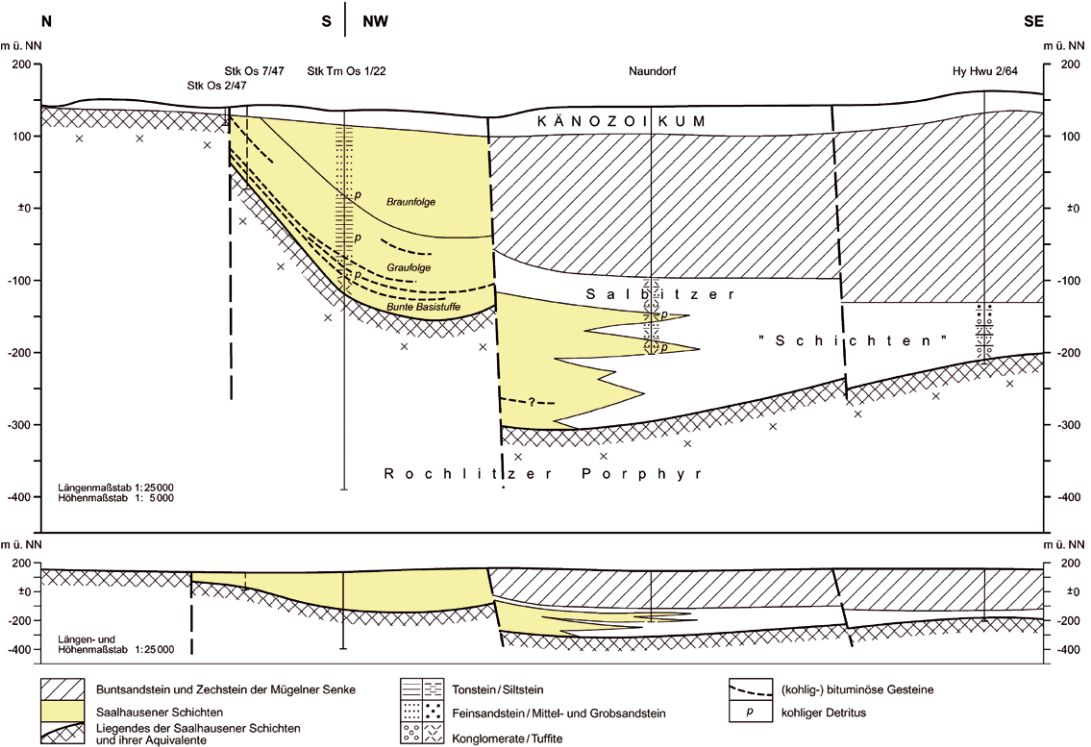 N S NW SE
m ü. NN m ü. NN
200 200
Stk Os 7/47 Stk Tm Os 1/22 Naundorf Hy Hwu 2/64
Stk Os 2/47
KÄNOZOIKUM
100 100
p
Braunfolge
±0 ±0
p
Graufolge
p
-100 -100
Salbitzer
Bunte Basistufe
p
"Schichten"
p
-200 -200
?
-300 -300
Rochlitzer Porphyr
Längenmaßstab 1:25000
Höhenmaßstab 1: 5000
-400 -400
m ü. NN m ü. NN
200 200
100 100
±0 ±0
-200 -200
Längen- und
Höhenmaßstab 1:25000
-400 -400
Buntsandstein und Zechstein der Mügelner Senke
Saalhausener Schichten
Liegendes der Saalhausener Schichten
und ihrer Äquivalente
Tonstein/Siltstein
Feinsandstein/Mittel- und Grobsandstein
Konglomerate/Tuffite
(kohlig-) bituminöse Gesteine
p kohliger Detritus